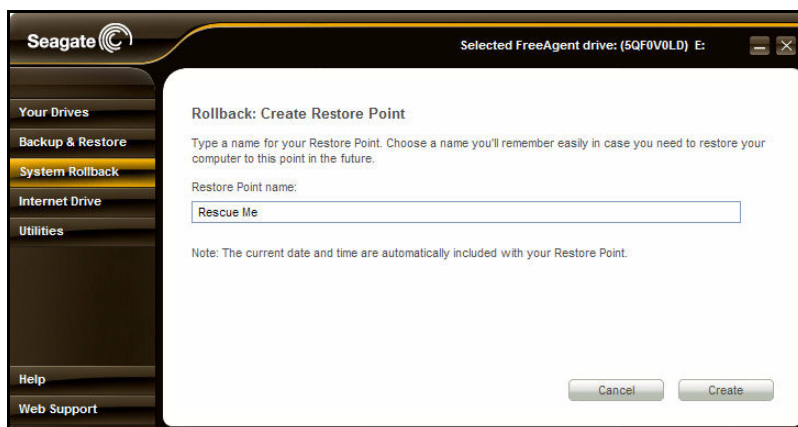 Seagate
Selected FreeAgent drive: (5QF0V0LD) E:
Your Drives
Backup & Restore
System Rollback
Internet Drive
Utilities
Help
Web Support
Rollback: Create Restore Point
Type a name for your Restore Point. Choose a name you'll remember easily in case you need to restore your
computer to this point in the future.
Restore Point name:
Rescue Me
Note: The current date and time are automatically included with your Restore Point.
Cancel
Create